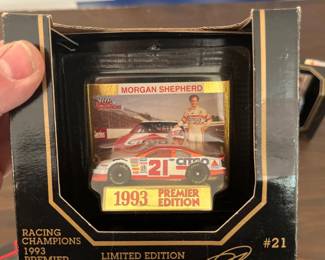 MORGAN SHEPHERD
CITGO
21
1993 PREMIER EDITION
RACING CHAMPIONS
1993
PREMIER
LIMITED EDITION
#21